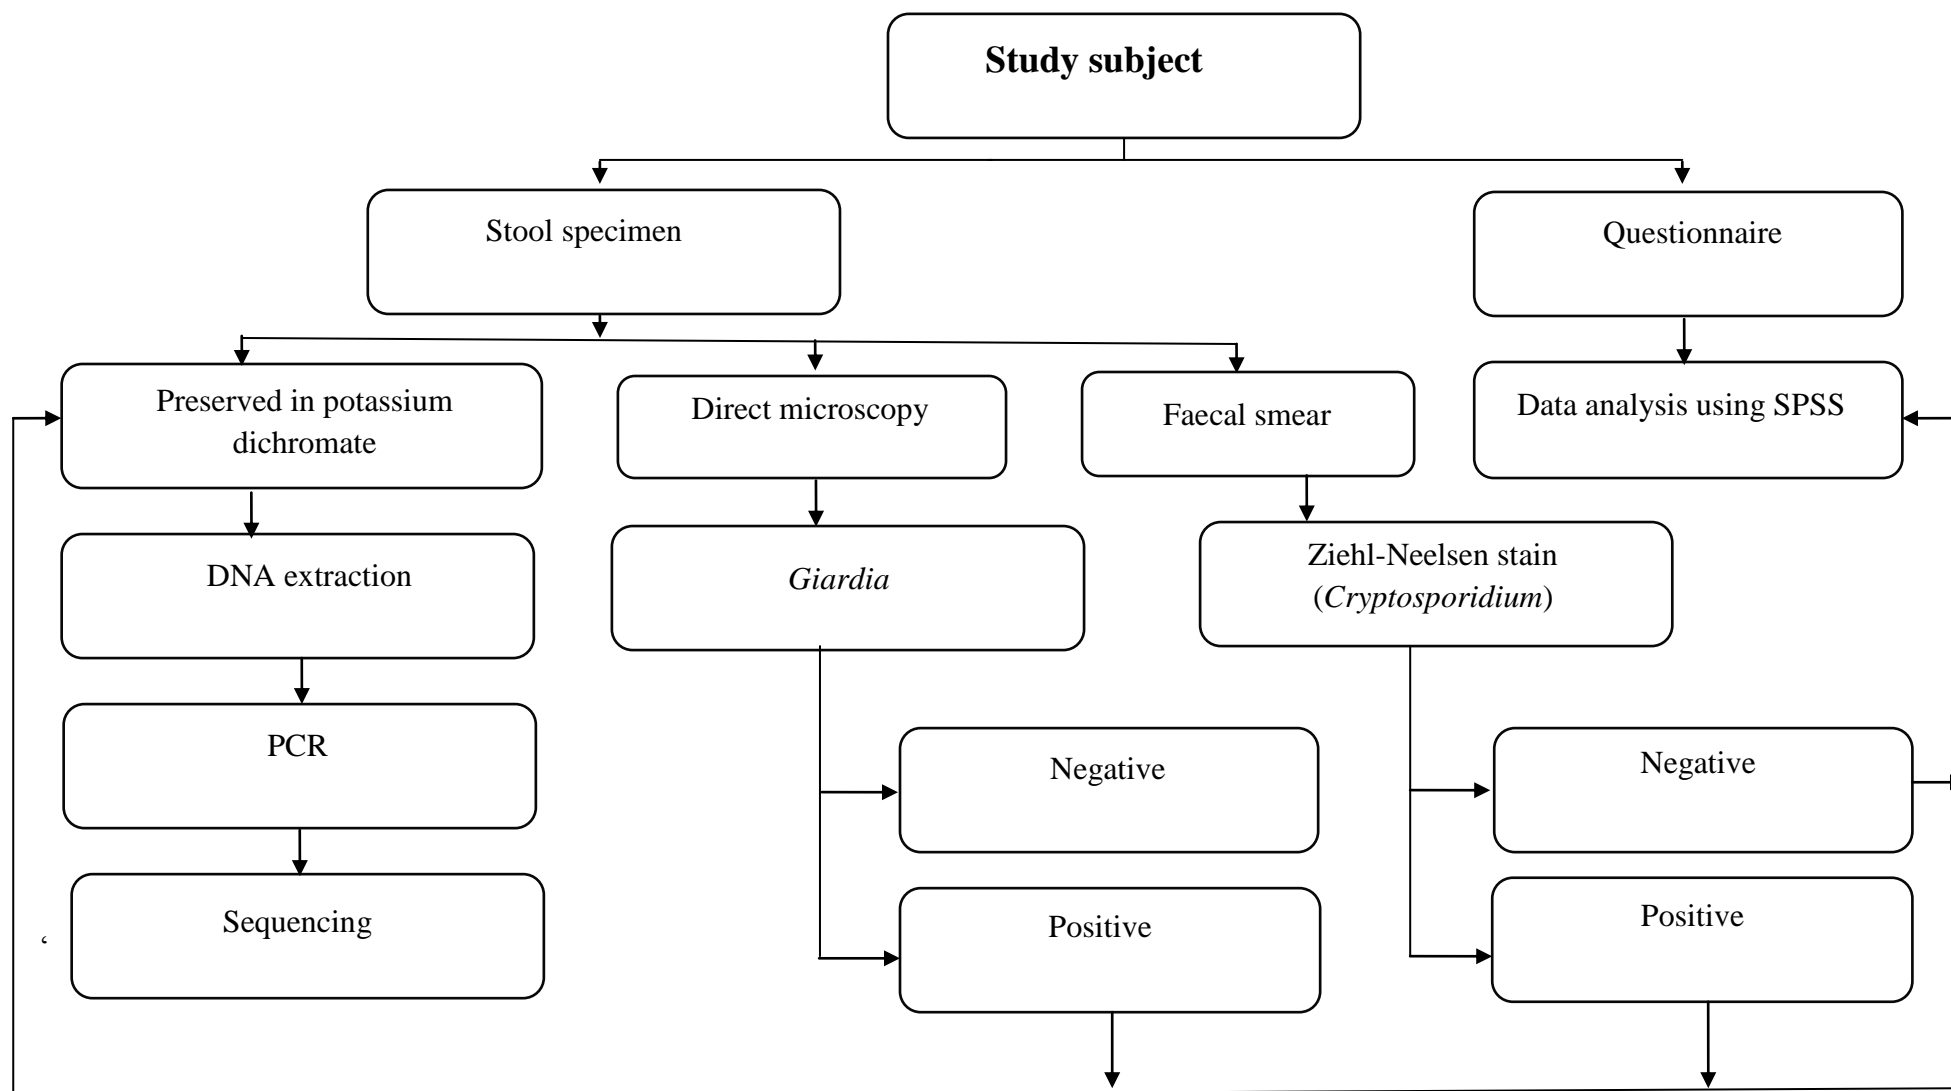 Study subject
Stool specimen
Questionnaire
Preserved in potassium
dichromate
Direct microscopy
Faecal smear
Data analysis using SPSS
DNA extraction
Giardia
Ziehl-Neelsen stain
(Cryptosporidium)
PCR
Negative
Negative
Sequencing
Positive
Positive
‘